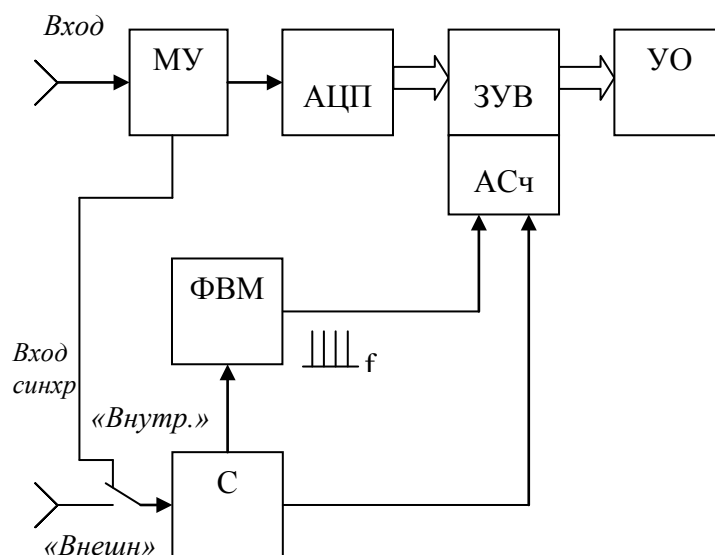 Вход
МУ
АЦП
ЗУВ
УО
АСч
ФВМ
f
Вход
синхр
«Внутр.»
С
«Внешн»